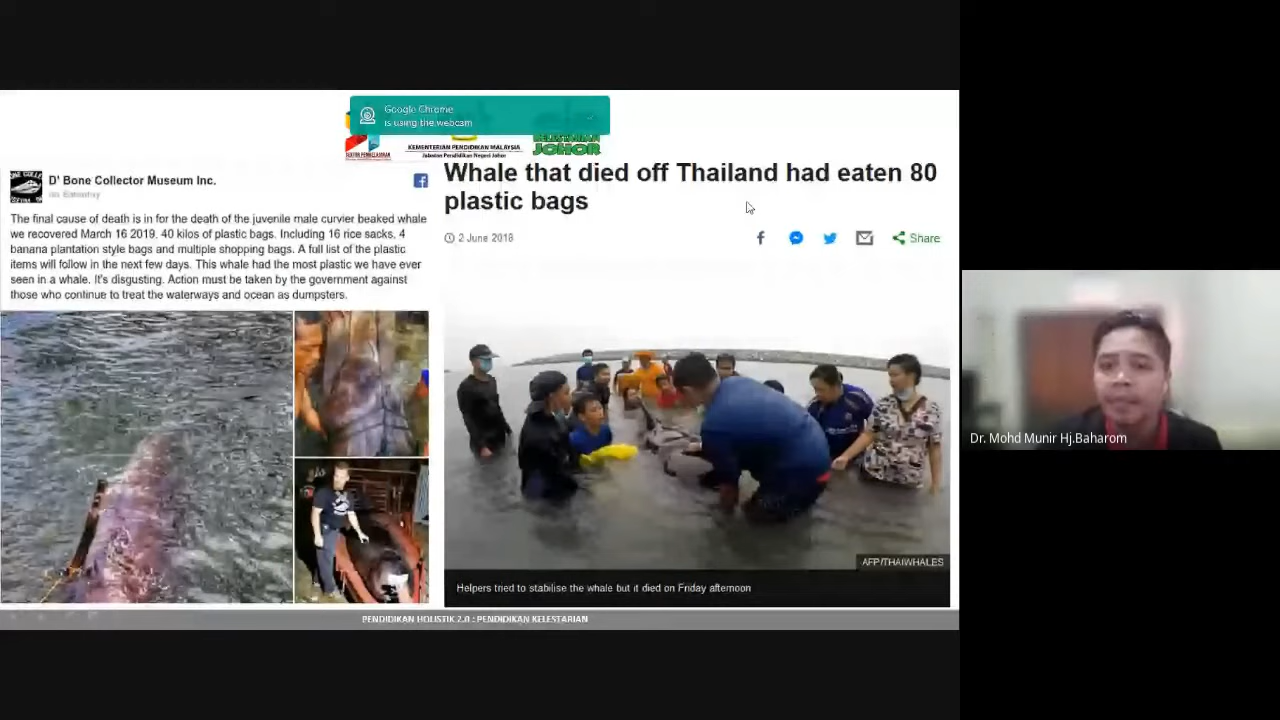 Google Chrome
is using the webcam
KEMENTERIAN PENDIDIKAN MALAYSIA
Jabatan Pendidikan Negeri Johor
JOHOR
D' Bone Collector Museum Inc.
The final cause of death is in for the death of the juvenile male curvier beaked whale
we recovered March 16 2019. 40 kilos of plastic bags. Including 16 rice sacks. 4
banana plantation style bags and multiple shopping bags. A full list of the plastic
items will follow in the next few days. This whale had the most plastic we have ever
seen in a whale. It's disgusting. Action must be taken by the government against
those who continue to treat the waterways and ocean as dumpsters.
Whale that died off Thailand had eaten 80
plastic bags
2 June 2018
Share
AFP/THAIWHALES
Helpers tried to stabilise the whale but it died on Friday afternoon
PENDIDIKAN HOLISTIK 2.0 : PENDIDIKAN KELESTARIAN
Dr. Mohd Munir Hj.Baharom